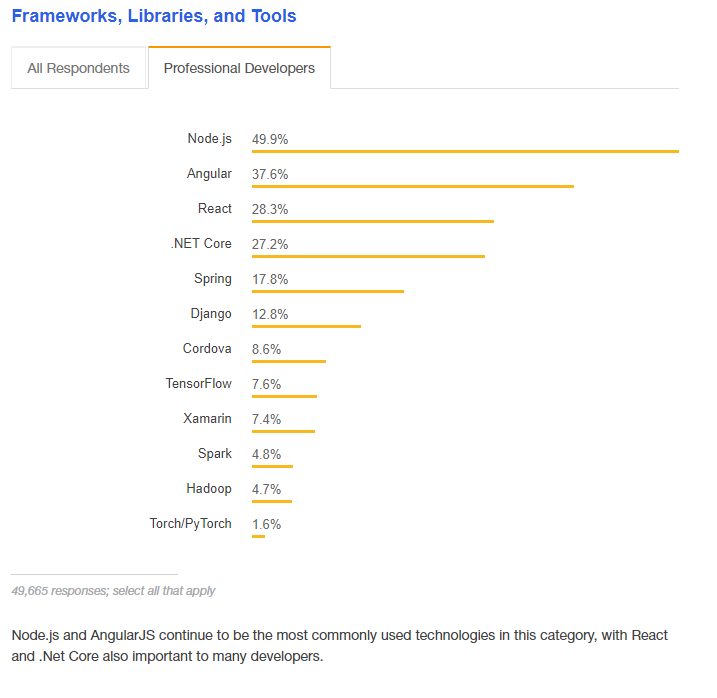 Frameworks, Libraries, and Tools
All Respondents Professional Developers
Node.js 49.9%
Angular 37.6%
React 28.3%
.NET Core 27.2%
Spring 17.8%
Django 12.8%
Cordova 8.6%
TensorFlow 7.6%
Xamarin 7.4%
Spark 4.8%
Hadoop 4.7%
Torch/PyTorch 1.6%
49,665 responses; select all that apply
Node.js and AngularJS continue to be the most commonly used technologies in this category, with React
and .Net Core also important to many developers.